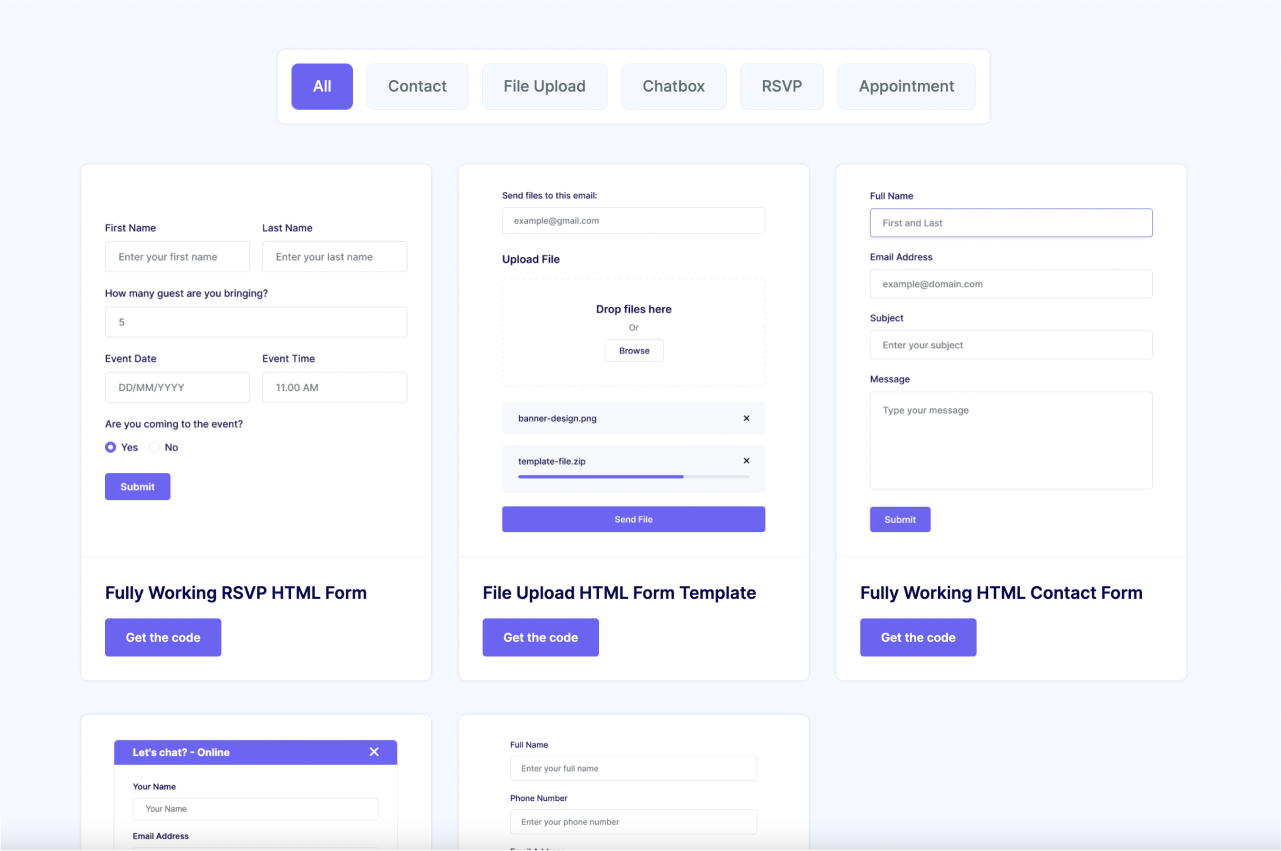 All Contact File Upload Chatbox RSVP Appointment
First Name Last Name
Enter your first name Enter your last name
How many guest are you bringing?
5
Event Date Event Time
DD/MM/YYYY 11.00 AM
Are you coming to the event?
Yes No
Submit
Fully Working RSVP HTML Form
Get the code
Send files to this email:
example@gmail.com
Upload File
Drop files here
Or
Browse
banner-design.png
template-file.zip
Send File
File Upload HTML Form Template
Get the code
Full Name
First and Last
Email Address
example@domain.com
Subject
Enter your subject
Message
Type your message
Submit
Fully Working HTML Contact Form
Get the code
Let's chat? - Online
Your Name
Your Name
Email Address
Full Name
Enter your full name
Phone Number
Enter your phone number